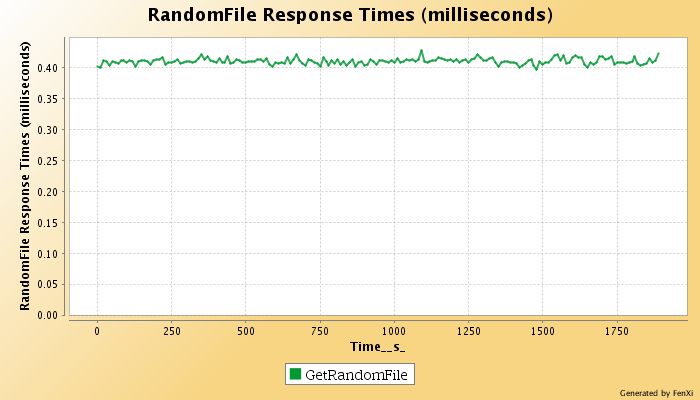 RandomFile Response Times (milliseconds)
RandomFile Response Times (milliseconds)
0.40
0.35
0.30
0.25
0.20
0.15
0.10
0.05
0.00
0 250 500 750 1000 1250 1500 1750
Time__s_
GetRandomFile
Generated by FenXi